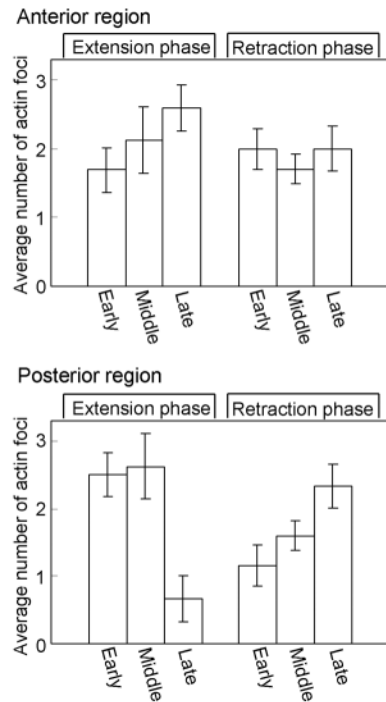 Anterior region
Extension phase Retraction phase
Average number of actin foci
3
2
1
0
Early Middle Late Early Middle Late
Posterior region
Extension phase Retraction phase
Average number of actin foci
3
2
1
0
Early Middle Late Early Middle Late